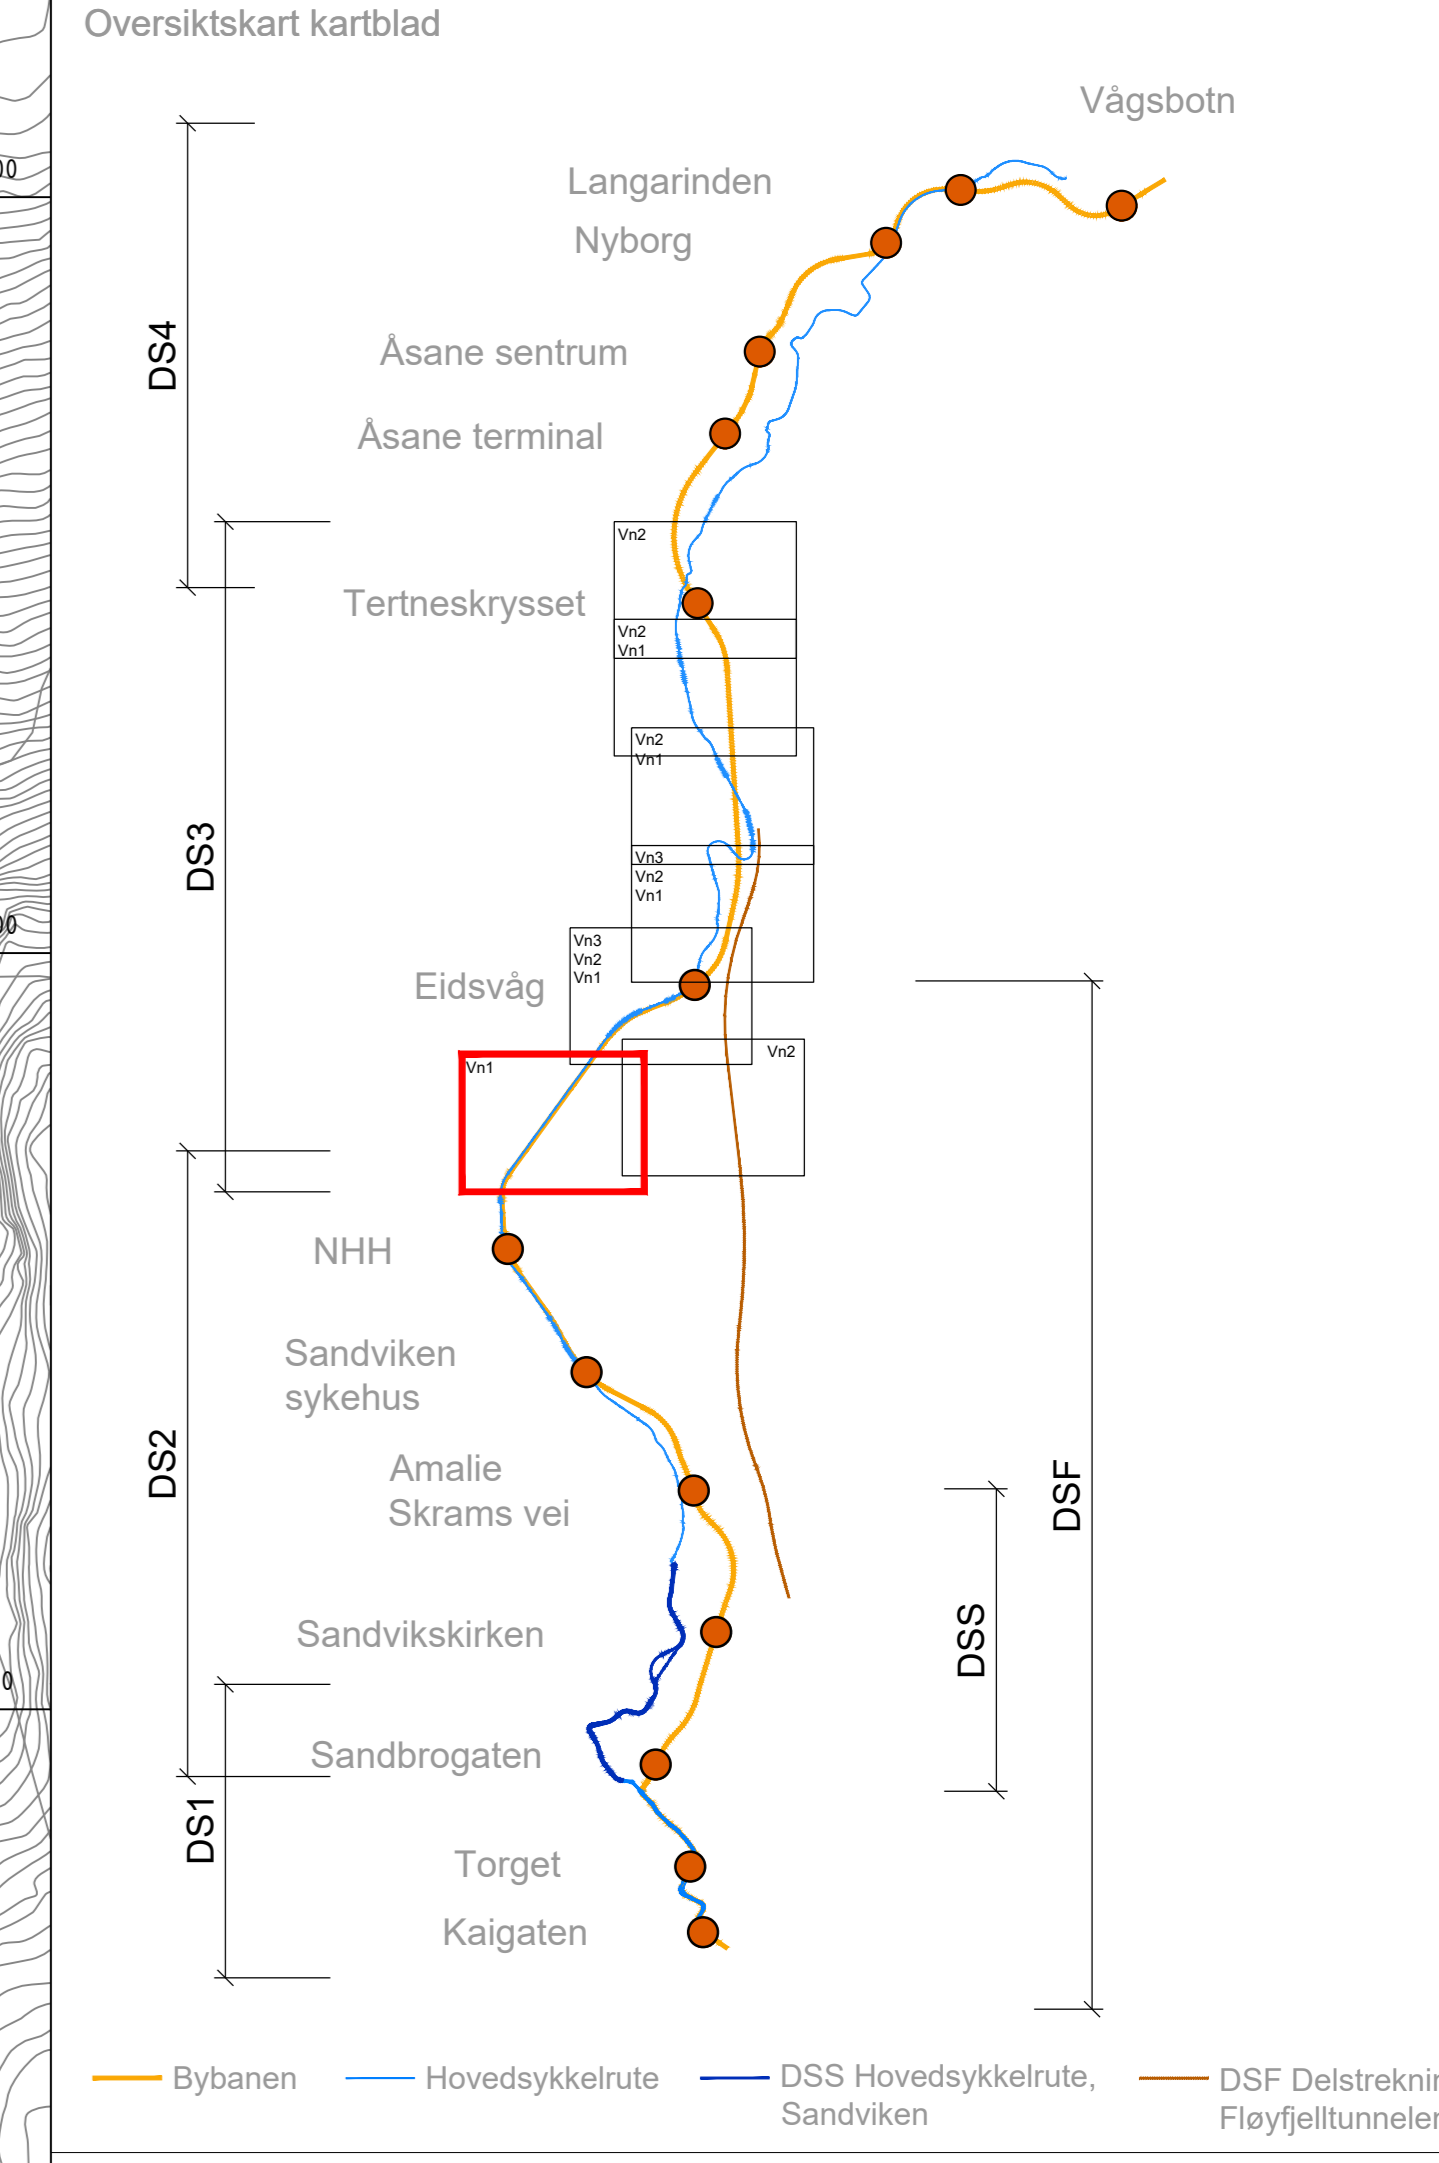 Oversiktskart kartblad
Vågsbotn
Langarinden
Nyborg
Åsane sentrum
DS4
Åsane terminal
Vn2
Tertneskrysset
Vn2
Vn1
Vn2
Vn1
DS3
Vn3
Vn2
Vn1
Vn3
Vn2
Vn1
Eidsvåg
Vn2
Vn1
NHH
Sandviken
sykehus
DS2
Amalie
Skrams vei
DSF
DSS
Sandvikskirken
Sandbrogaten
DS1
Torget
Kaigaten
Bybanen
Hovedsykkelrute
DSS Hovedsykkelrute,
Sandviken
DSF